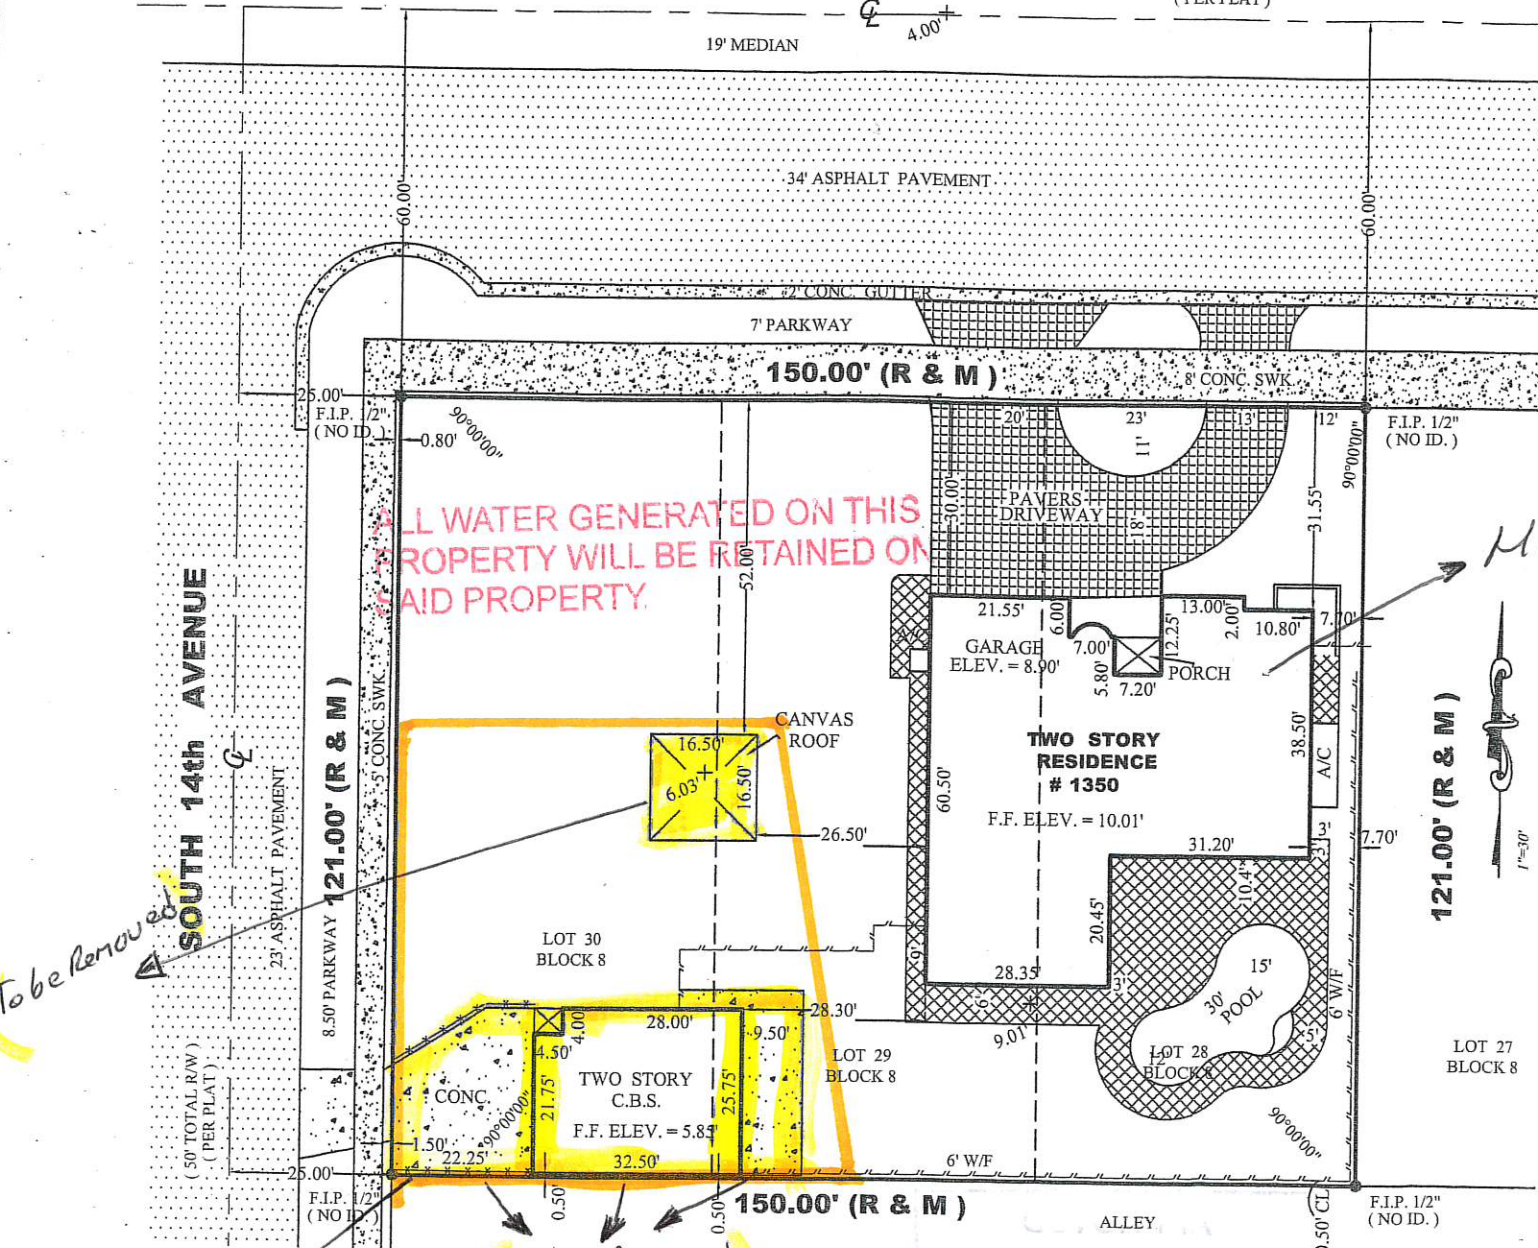 ( PER PLAT )
℄
4.00'
19' MEDIAN
34' ASPHALT PAVEMENT
60.00'
60.00'
2' CONC. GUTTER
7' PARKWAY
150.00' (R & M )
8' CONC. SWK.
25.00'
F.I.P. 1/2"
( NO ID. )
0.80'
90°00'00"
20'
23'
13'
12'
11'
F.I.P. 1/2"
( NO ID. )
90°00'00"
ALL WATER GENERATED ON THIS
PROPERTY WILL BE RETAINED ON
SAID PROPERTY.
52.00'
30.00'
PAVERS
DRIVEWAY
18'
31.55'
SOUTH 14th AVENUE
℄
121.00' (R & M )
5' CONC. SWK.
23' ASPHALT PAVEMENT
8.50' PARKWAY
A/C
21.55'
6.00'
GARAGE
ELEV. = 8.90'
7.00'
5.80'
7.20'
12.25'
PORCH
13.00'
2.00'
10.80'
7.70'
CANVAS
ROOF
16.50'
16.50'
6.03'
26.50'
TWO STORY
RESIDENCE
# 1350
F.F. ELEV. = 10.01'
60.50'
38.50'
A/C
31.20'
3'
7.70'
121.00' (R & M )
1"=30'
To be Removed
LOT 30
BLOCK 8
9'
20.45'
10.4'
28.35'
6'
3'
9.01'
15'
30'
POOL
12'
5'
6' W/F
LOT 28
BLOCK 8
LOT 27
BLOCK 8
28.30'
LOT 29
BLOCK 8
4.00'
28.00'
9.50'
4.50'
21.75'
TWO STORY
C.B.S.
25.75'
F.F. ELEV. = 5.85'
CONC.
90°00'00"
1.50'
22.25'
32.50'
6' W/F
90°00'00"
(50' TOTAL R/W )
( PER PLAT )
25.00'
F.I.P. 1/2"
( NO ID. )
0.50'
0.50'
150.00' (R & M )
ALLEY
0.50' CL
F.I.P. 1/2"
( NO ID. )